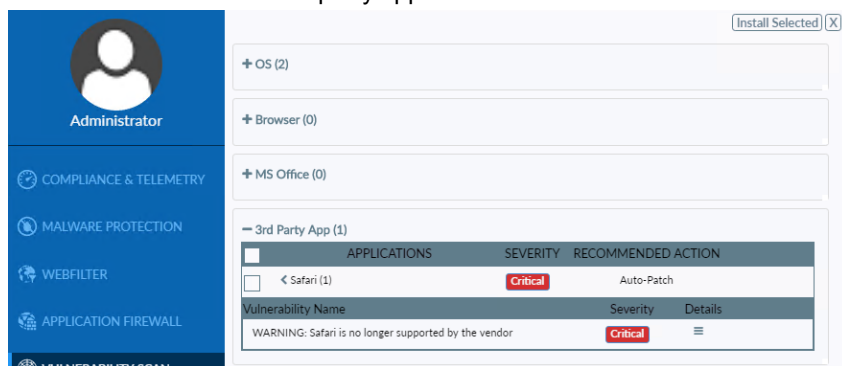 Install Selected X
Administrator
COMPLIANCE & TELEMETRY
MALWARE PROTECTION
WEBFILTER
APPLICATION FIREWALL
VULNERABILITY SCAN
+ OS (2)
+ Browser (0)
+ MS Office (0)
− 3rd Party App (1)
APPLICATIONS SEVERITY RECOMMENDED ACTION
< Safari (1) Critical Auto-Patch
Vulnerability Name Severity Details
WARNING: Safari is no longer supported by the vendor Critical